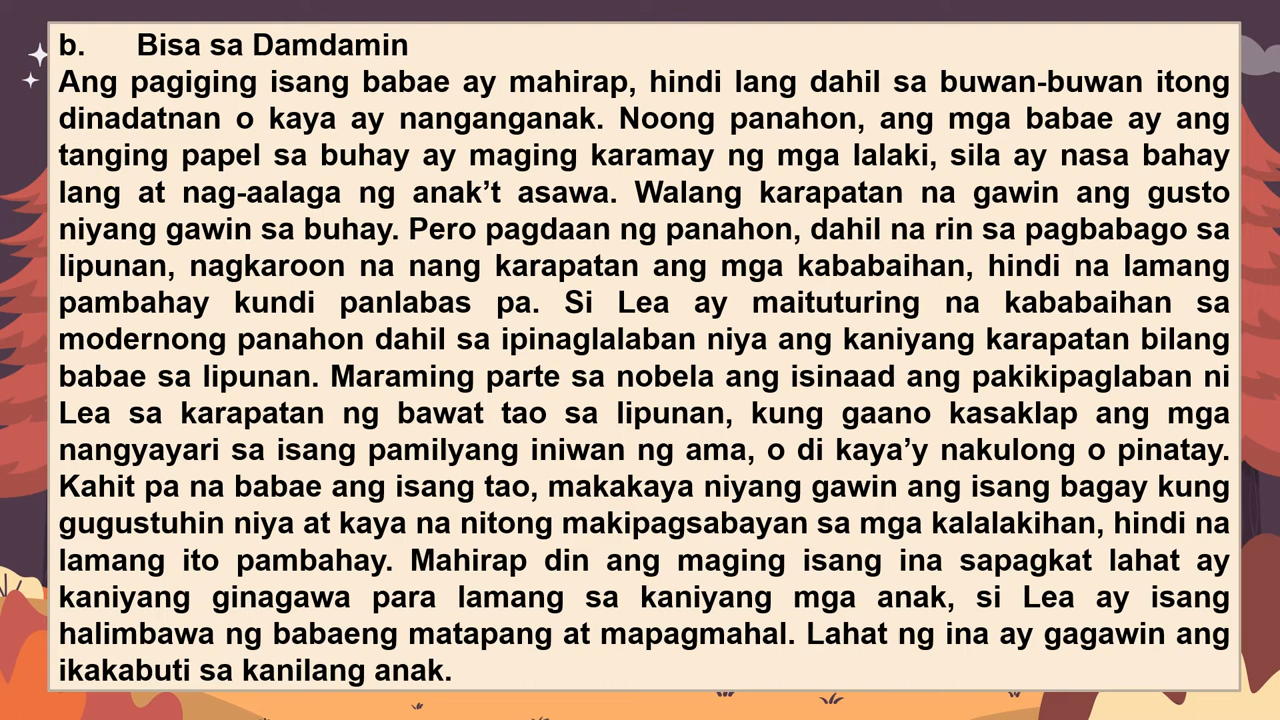 b. Bisa sa Damdamin
Ang pagiging isang babae ay mahirap, hindi lang dahil sa buwan-buwan itong
dinadatnan o kaya ay nanganganak. Noong panahon, ang mga babae ay ang
tanging papel sa buhay ay maging karamay ng mga lalaki, sila ay nasa bahay
lang at nag-aalaga ng anak’t asawa. Walang karapatan na gawin ang gusto
niyang gawin sa buhay. Pero pagdaan ng panahon, dahil na rin sa pagbabago sa
lipunan, nagkaroon na nang karapatan ang mga kababaihan, hindi na lamang
pambahay kundi panlabas pa. Si Lea ay maituturing na kababaihan sa
modernong panahon dahil sa ipinaglalaban niya ang kaniyang karapatan bilang
babae sa lipunan. Maraming parte sa nobela ang isinaad ang pakikipaglaban ni
Lea sa karapatan ng bawat tao sa lipunan, kung gaano kasaklap ang mga
nangyayari sa isang pamilyang iniwan ng ama, o di kaya’y nakulong o pinatay.
Kahit pa na babae ang isang tao, makakaya niyang gawin ang isang bagay kung
gugustuhin niya at kaya na nitong makipagsabayan sa mga kalalakihan, hindi na
lamang ito pambahay. Mahirap din ang maging isang ina sapagkat lahat ay
kaniyang ginagawa para lamang sa kaniyang mga anak, si Lea ay isang
halimbawa ng babaeng matapang at mapagmahal. Lahat ng ina ay gagawin ang
ikakabuti sa kanilang anak.